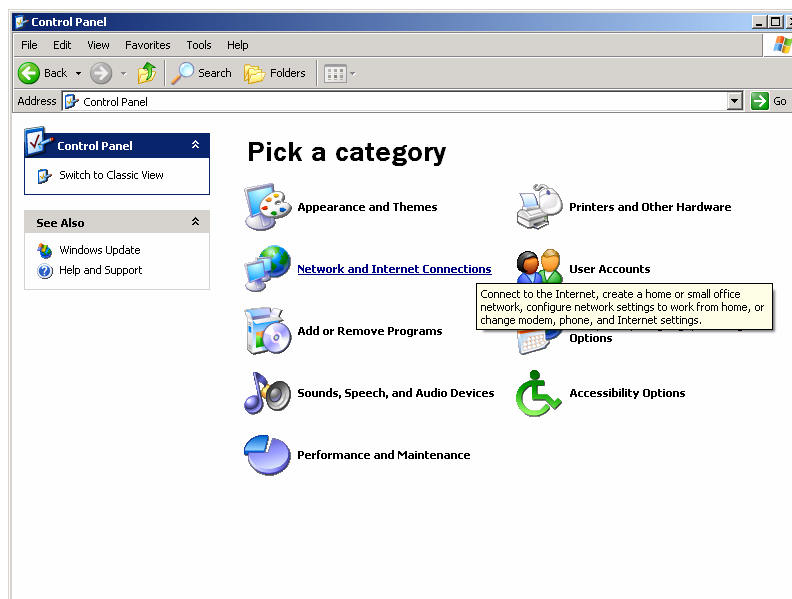 Control Panel
File Edit View Favorites Tools Help
Back Search Folders
Address Control Panel Go
Control Panel
Switch to Classic View
See Also
Windows Update
Help and Support
Pick a category
Appearance and Themes
Printers and Other Hardware
Network and Internet Connections
User Accounts
Connect to the Internet, create a home or small office
network, configure network settings to work from home, or
change modem, phone, and Internet settings.
Add or Remove Programs
Options
Sounds, Speech, and Audio Devices
Accessibility Options
Performance and Maintenance